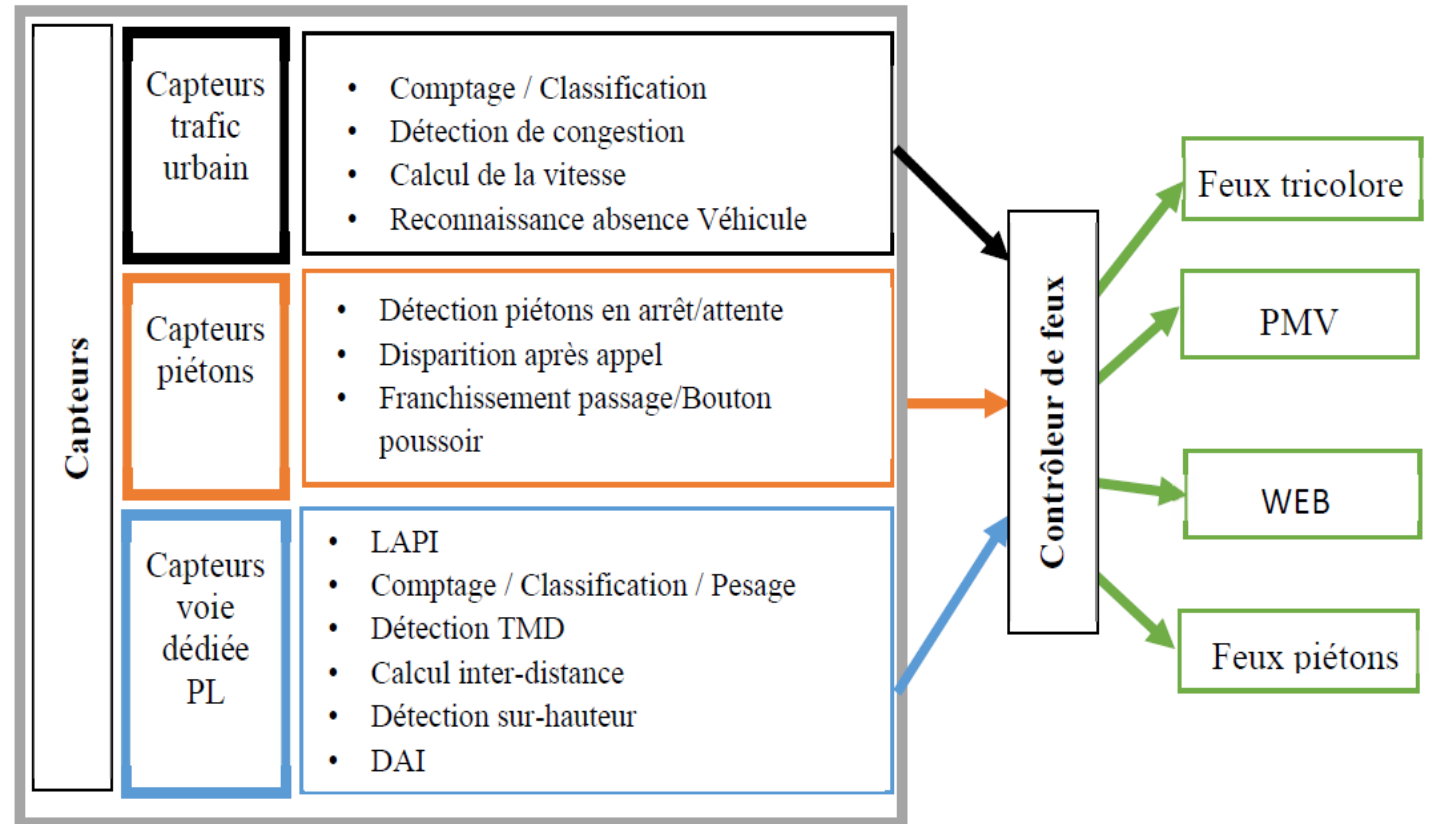 Capteurs
Capteurs
trafic
urbain
• Comptage / Classification
• Détection de congestion
• Calcul de la vitesse
• Reconnaissance absence Véhicule
Capteurs
piétons
• Détection piétons en arrêt/attente
• Disparition après appel
• Franchissement passage/Bouton
poussoir
Capteurs
voie
dédiée
PL
• LAPI
• Comptage / Classification / Pesage
• Détection TMD
• Calcul inter-distance
• Détection sur-hauteur
• DAI
Contrôleur de feux
Feux tricolore
PMV
WEB
Feux piétons